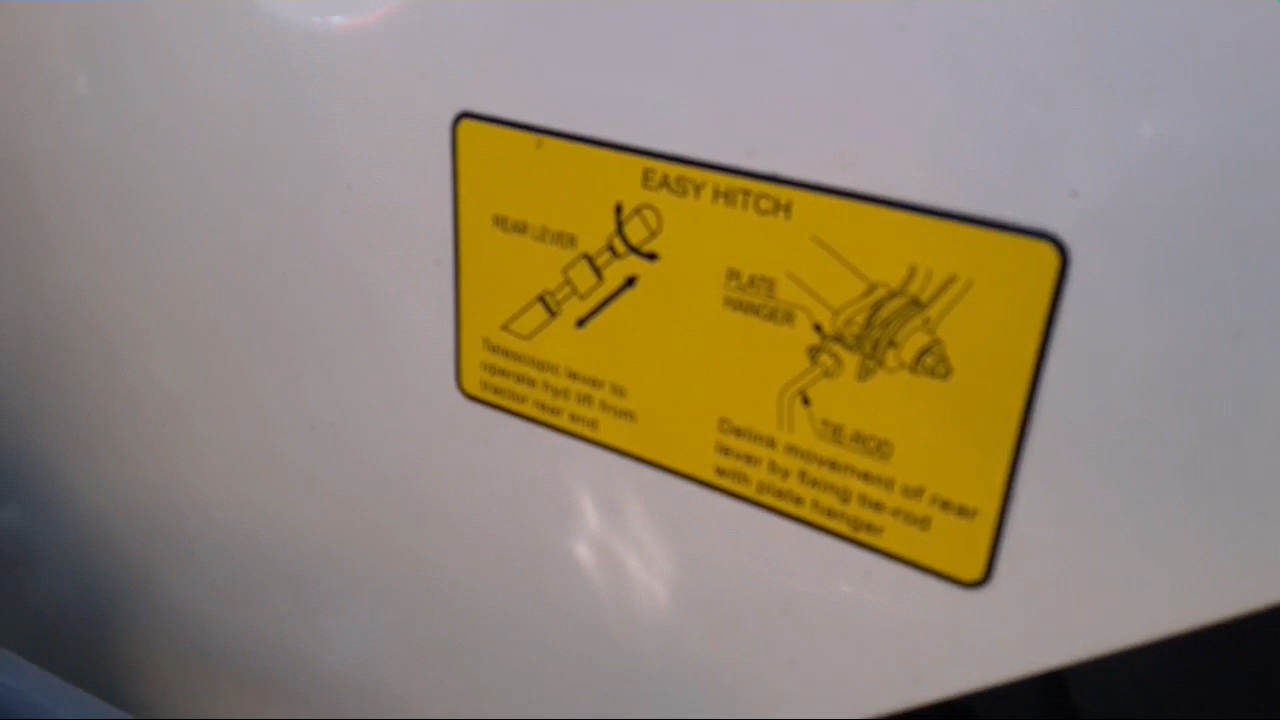 EASY HITCH
REAR LEVER
Telescopic lever to
operate hyd lift from
tractor rear end
PLATE
HANGER
TIE-ROD
Delink movement of rear
lever by fixing tie-rod
with plate hanger